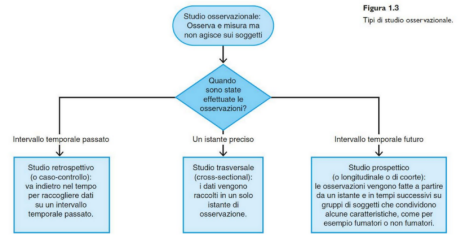 Studio osservazionale:
Osserva e misura ma
non agisce sui soggetti
Figura 1.3
Tipi di studio osservazionale.
Quando
sono state
effettuate le
osservazioni?
Intervallo temporale passato
Un istante preciso
Intervallo temporale futuro
Studio retrospettivo
(o caso-controllo):
va indietro nel tempo
per raccogliere dati
su un intervallo
temporale passato.
Studio trasversale
(cross-sectional):
i dati vengono
raccolti in un solo
istante di
osservazione.
Studio prospettico
(o longitudinale o di coorte):
le osservazioni vengono fatte a partire
da un istante e in tempi successivi su
gruppi di soggetti che condividono
alcune caratteristiche, come per
esempio fumatori o non fumatori.